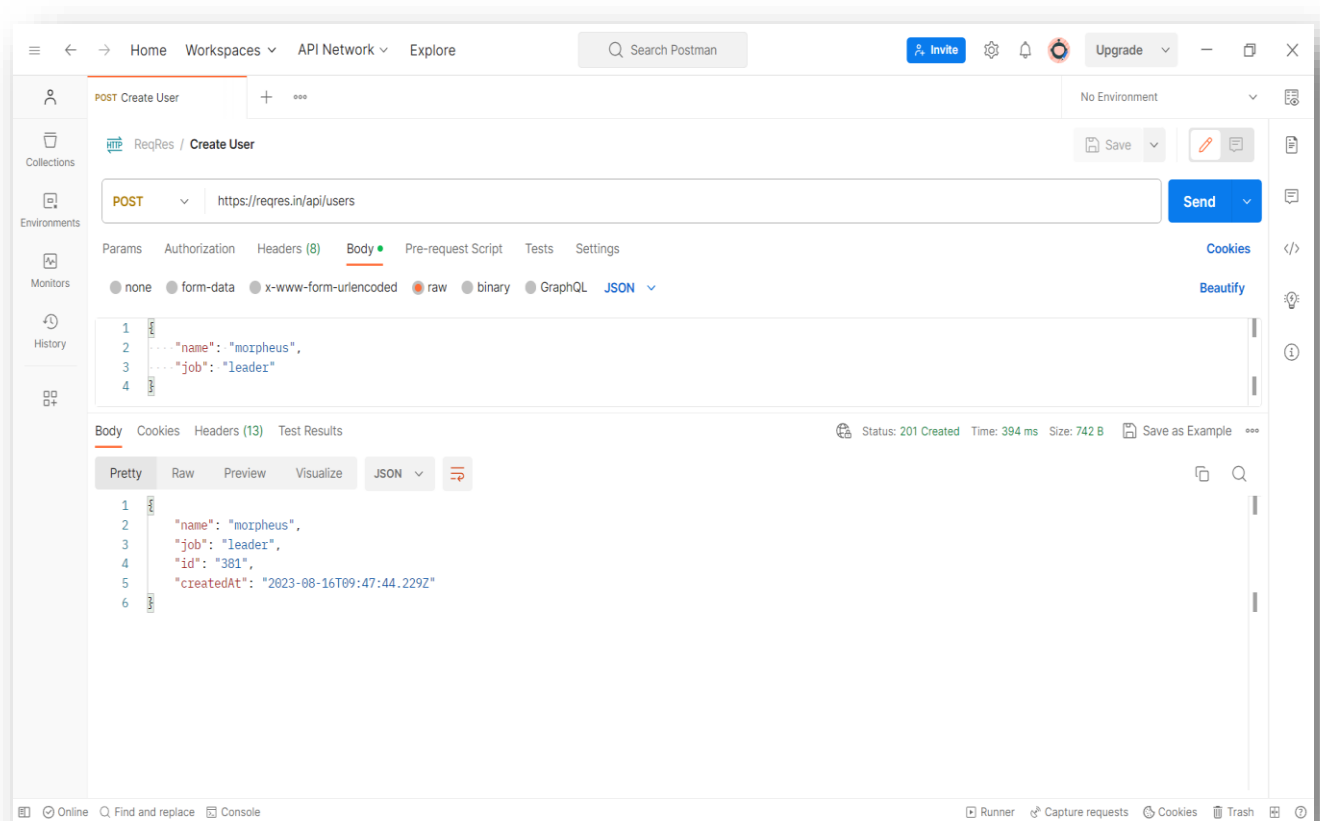 Home Workspaces API Network Explore Search Postman Invite Upgrade
POST Create User No Environment
HTTP ReqRes / Create User Save
Collections
POST https://reqres.in/api/users Send
Environments
Params Authorization Headers (8) Body Pre-request Script Tests Settings Cookies
Monitors
none form-data x-www-form-urlencoded raw binary GraphQL JSON Beautify
History
1 {
2 "name": "morpheus",
3 "job": "leader"
4 }
Body Cookies Headers (13) Test Results Status: 201 Created Time: 394 ms Size: 742 B Save as Example
Pretty Raw Preview Visualize JSON
1 {
2 "name": "morpheus",
3 "job": "leader",
4 "id": "381",
5 "createdAt": "2023-08-16T09:47:44.229Z"
6 }
Online Find and replace Console Runner Capture requests Cookies Trash